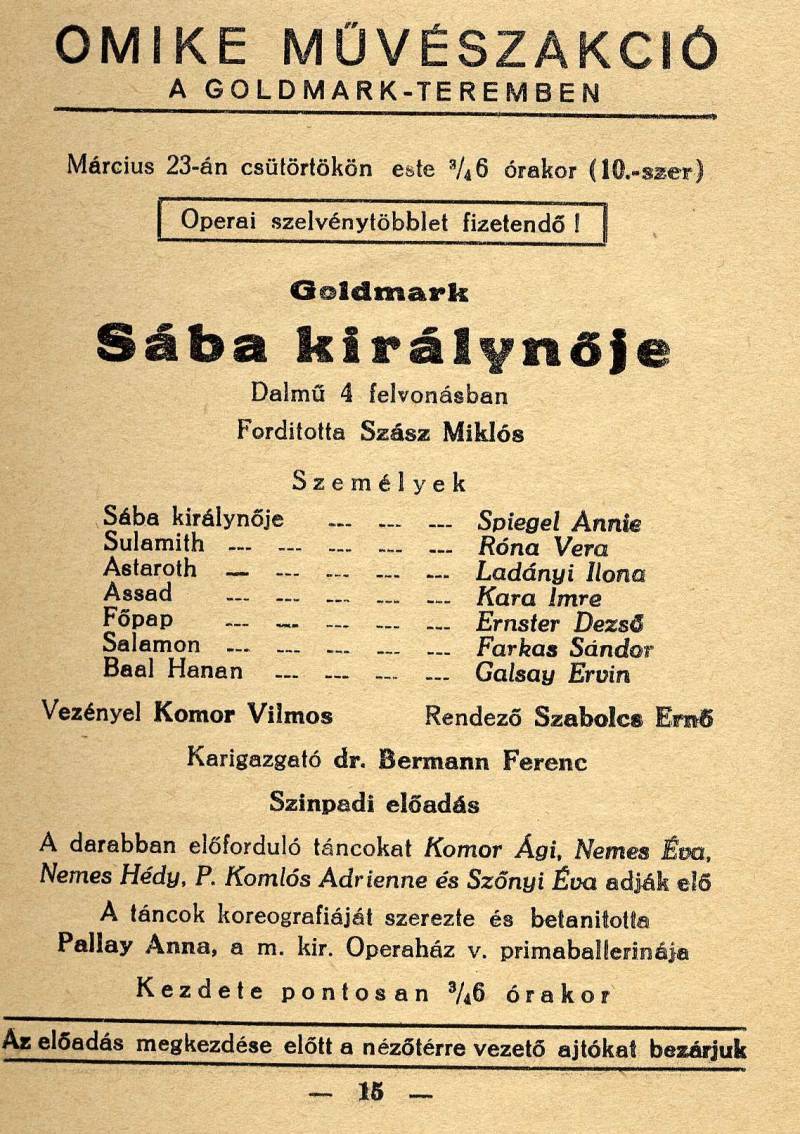 OMIKE MŰVÉSZAKCIÓ
A GOLDMARK-TEREMBEN
Március 23-án csütörtökön este ¾6 órakor (10.-szer)
Operai szelvénytöbblet fizetendő !
Goldmark
Sába királynője
Dalmű 4 felvonásban
Forditotta Szász Miklós
Személyek
Sába királynője --- --- --- Spiegel Annie
Sulamith --- --- --- --- --- Róna Vera
Astaroth --- --- --- --- --- Ladányi Ilona
Assad --- --- --- --- --- Kara Imre
Főpap --- --- --- --- --- Ernster Dezső
Salamon --- --- --- --- --- Farkas Sándor
Baal Hanan --- --- --- --- Galsay Ervin
Vezényel Komor Vilmos Rendező Szabolcs Ernő
Karigazgató dr. Bermann Ferenc
Szinpadi előadás
A darabban előforduló táncokat Komor Ági, Nemes Éva,
Nemes Hédy, P. Komlós Adrienne és Szőnyi Éva adják elő
A táncok koreografiáját szerezte és betanitotta
Pallay Anna, a m. kir. Operaház v. primaballerinája
Kezdete pontosan ¾6 órakor
Az előadás megkezdése előtt a nézőtérre vezető ajtókat bezárjuk
— 15 —